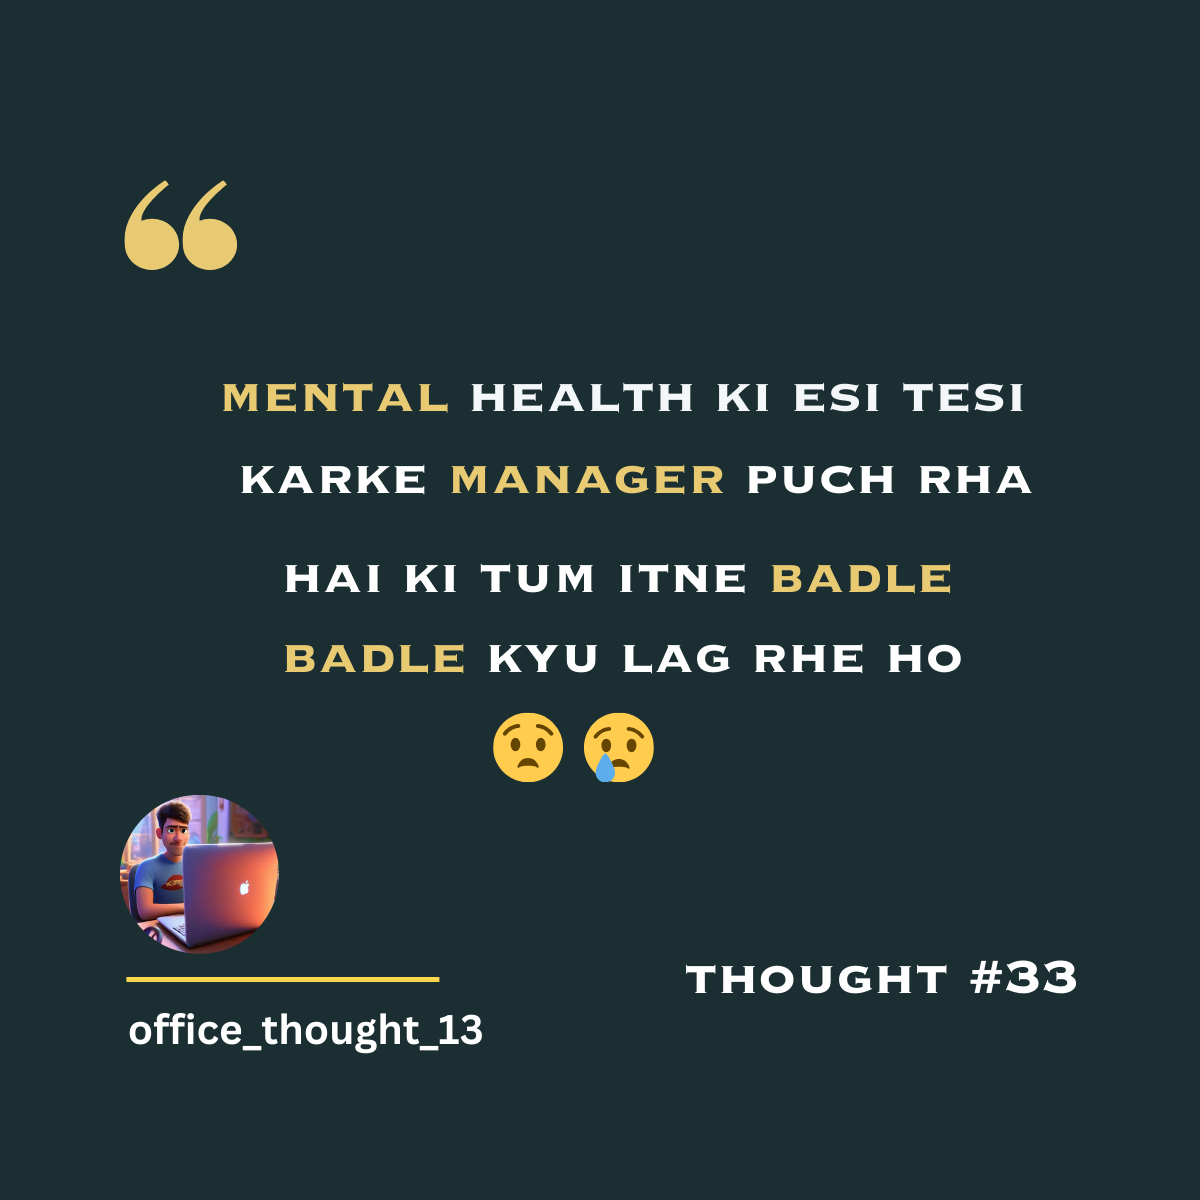 “
MENTAL HEALTH KI ESI TESI
KARKE MANAGER PUCH RHA
HAI KI TUM ITNE BADLE
BADLE KYU LAG RHE HO
😟 😢
THOUGHT #33
office_thought_13